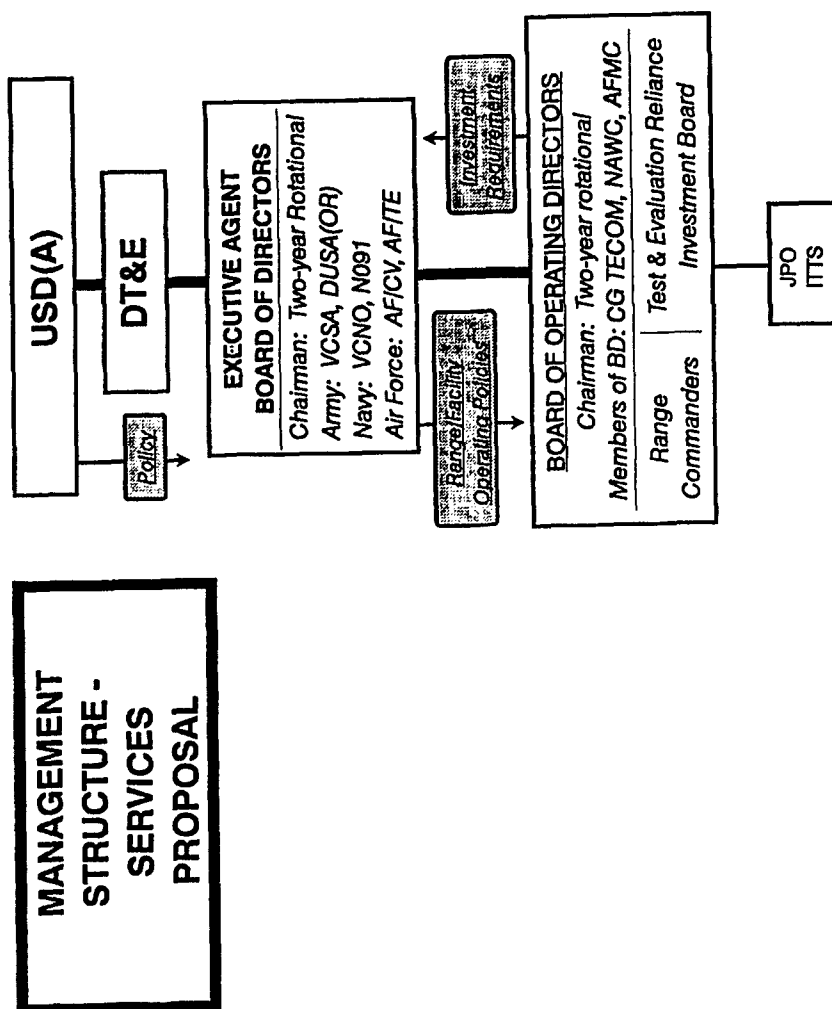 MANAGEMENT
STRUCTURE -
SERVICES
PROPOSAL
USD(A)
Policy
DT&E
EXECUTIVE AGENT
BOARD OF DIRECTORS
Chairman: Two-year Rotational
Army: VCSA, DUSA(OR)
Navy: VCNO, N091
Air Force: AF/CV, AF/TE
Range/Facility
Operating Policies
Investment
Requirements
BOARD OF OPERATING DIRECTORS
Chairman: Two-year rotational
Members of BD: CG TECOM, NAWC, AFMC
Range
Commanders
Test & Evaluation Reliance
Investment Board
JPO
ITTS